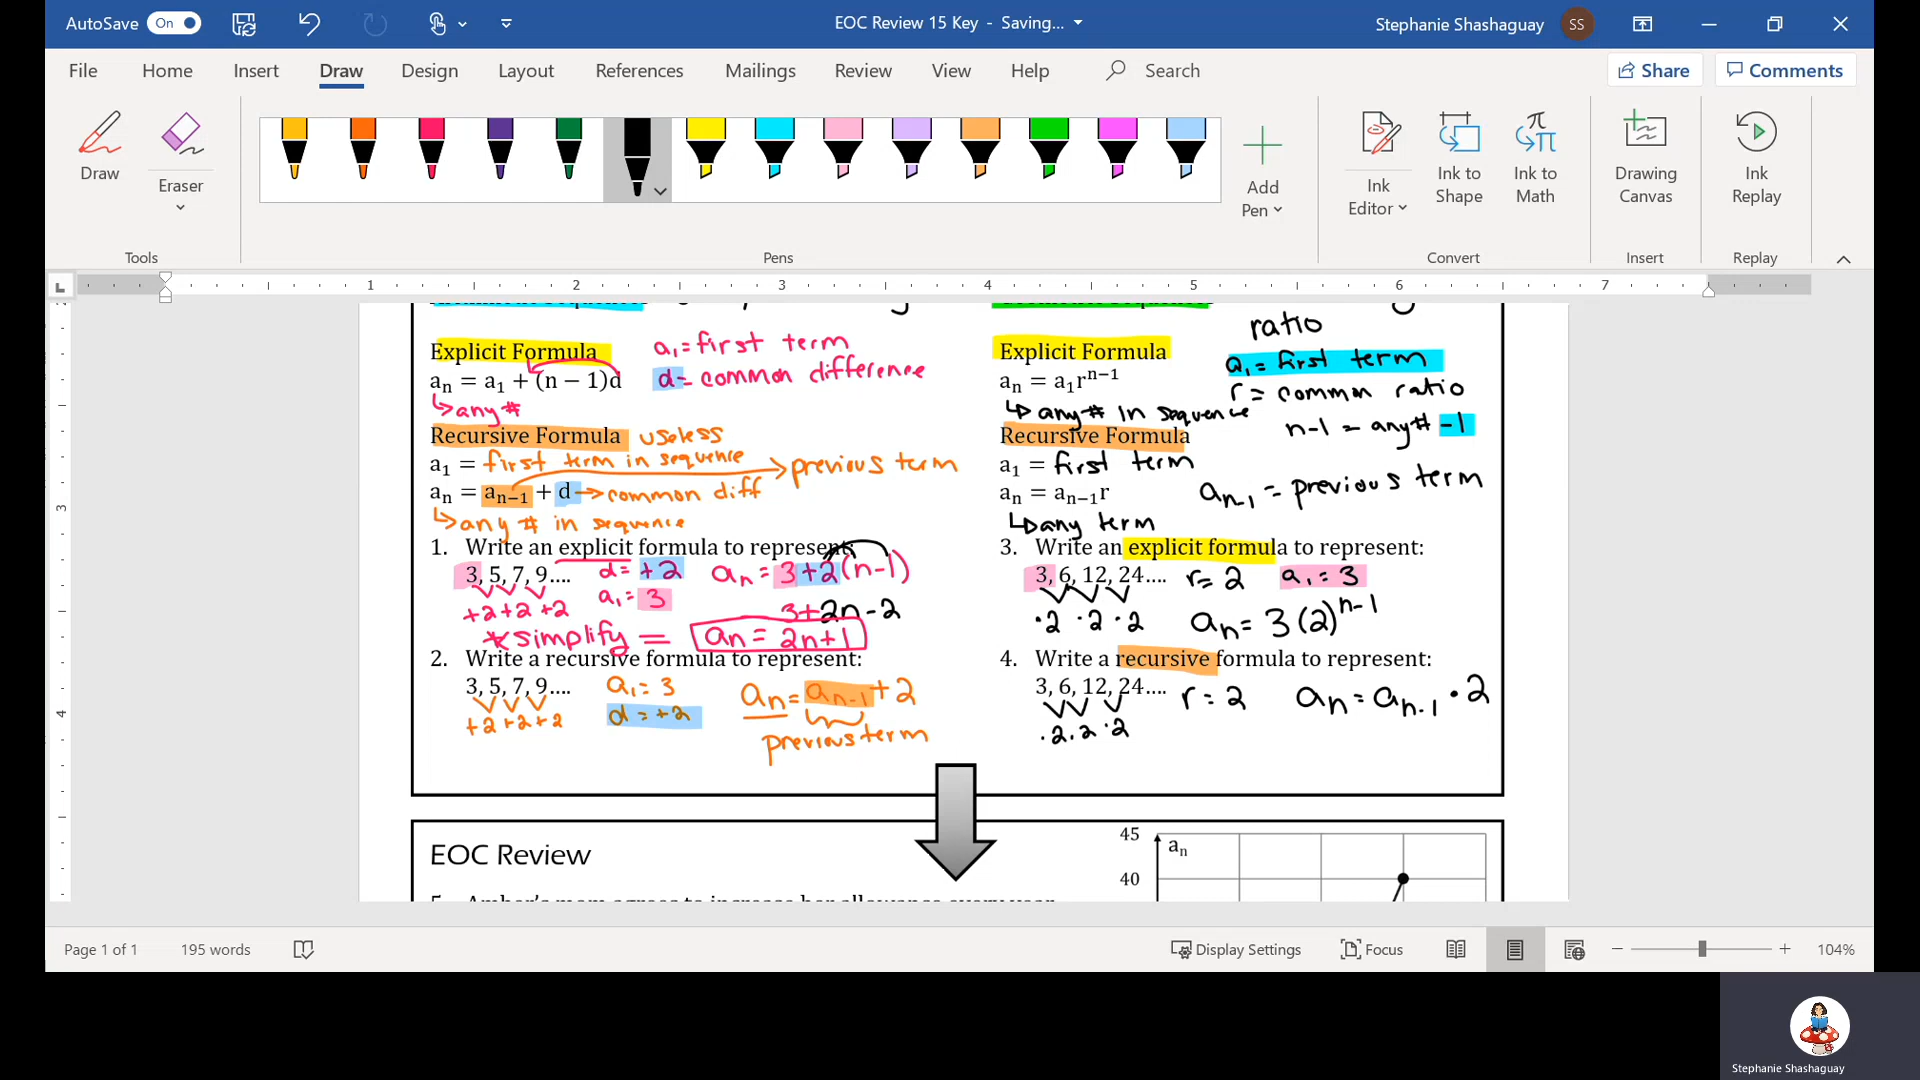 AutoSave On
EOC Review 15 Key - Saving...
Stephanie Shashaguay SS
File Home Insert Draw Design Layout References Mailings Review View Help Search Share Comments
Draw
Eraser
Add Pen
Ink Editor
Ink to Shape
Ink to Math
Drawing Canvas
Ink Replay
Tools Pens Convert Insert Replay
L 1 2 3 4 5 6 7
ratio
Explicit Formula
a₁ = first term
aₙ = a₁ + (n − 1)d
d = common difference
↳ any #
Recursive Formula useless
a₁ = first term in sequence → previous term
aₙ = aₙ₋₁ + d → common diff
↳ any # in sequence
1. Write an explicit formula to represent:
3, 5, 7, 9.... d = +2 aₙ = 3 +2 (n-1)
+2 +2 +2 a₁ = 3
3 + 2n - 2
* simplify = aₙ = 2n+1
2. Write a recursive formula to represent:
3, 5, 7, 9.... a₁ = 3 aₙ = aₙ₋₁ + 2
+2 +2 +2 d = +2
previous term
Explicit Formula
a₁ = first term
aₙ = a₁rⁿ⁻¹
r = common ratio
↳ any # in sequence
n-1 = any # -1
Recursive Formula
a₁ = first term
aₙ = aₙ₋₁r
aₙ₋₁ = previous term
↳ any term
3. Write an explicit formula to represent:
3, 6, 12, 24.... r = 2 a₁ = 3
·2 ·2 ·2 aₙ = 3 (2)ⁿ⁻¹
4. Write a recursive formula to represent:
3, 6, 12, 24.... r = 2 aₙ = aₙ₋₁ · 2
·2 ·2 ·2
EOC Review
45
aₙ
40
3
4
Page 1 of 1 195 words Display Settings Focus 104%
Stephanie Shashaguay